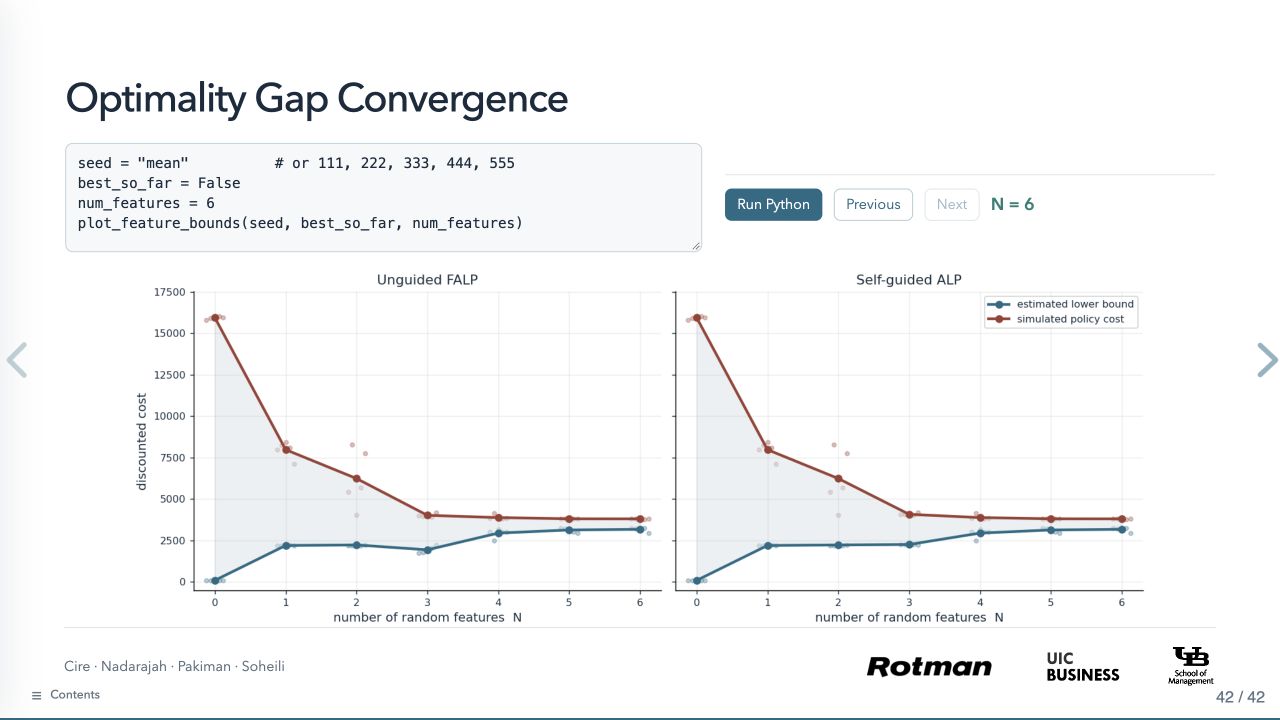 Optimality Gap Convergence
seed = "mean"          # or 111, 222, 333, 444, 555
best_so_far = False
num_features = 6
plot_feature_bounds(seed, best_so_far, num_features)
Run Python
Previous
Next
N = 6
Unguided FALP
17500
15000
12500
10000
7500
5000
2500
0
discounted cost
0 1 2 3 4 5 6
number of random features N
Self-guided ALP
estimated lower bound
simulated policy cost
0 1 2 3 4 5 6
number of random features N
Cire · Nadarajah · Pakiman · Soheili
Rotman
UIC
BUSINESS
UB
School of
Management
≡ Contents
42 / 42